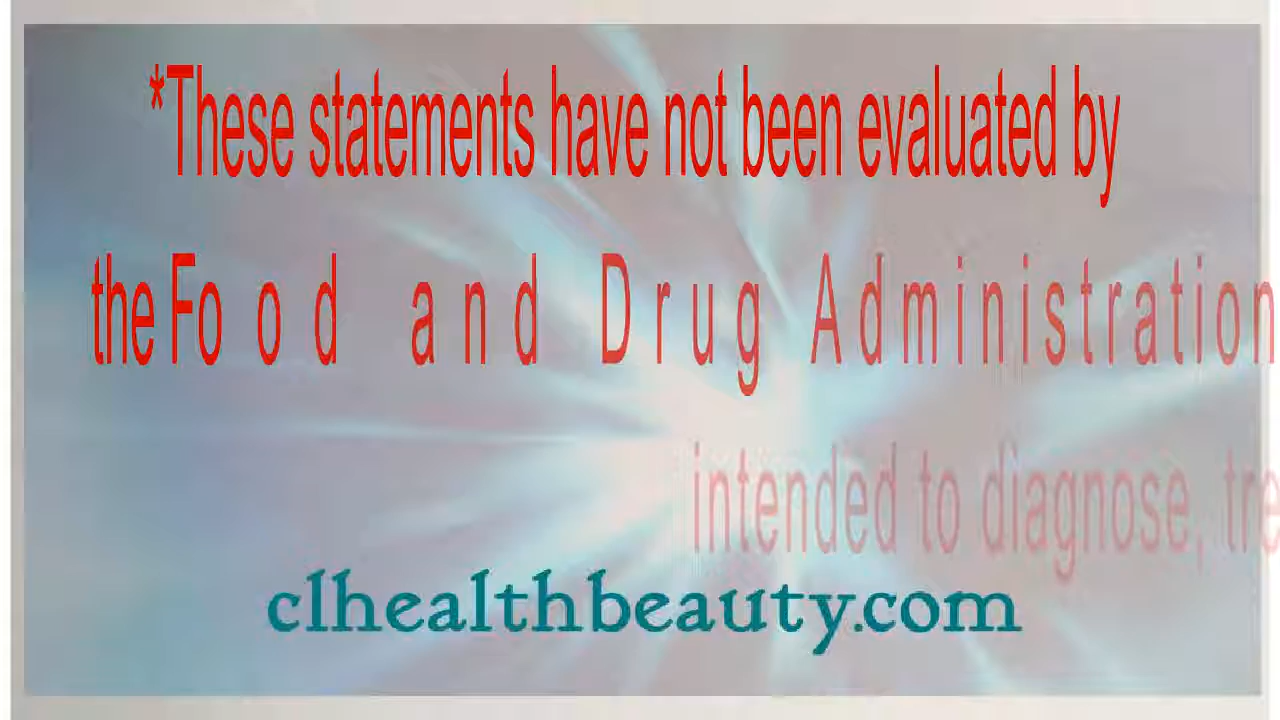 *These statements have not been evaluated by
the Food and Drug Administration
intended to diagnose,
clhealthbeauty.com